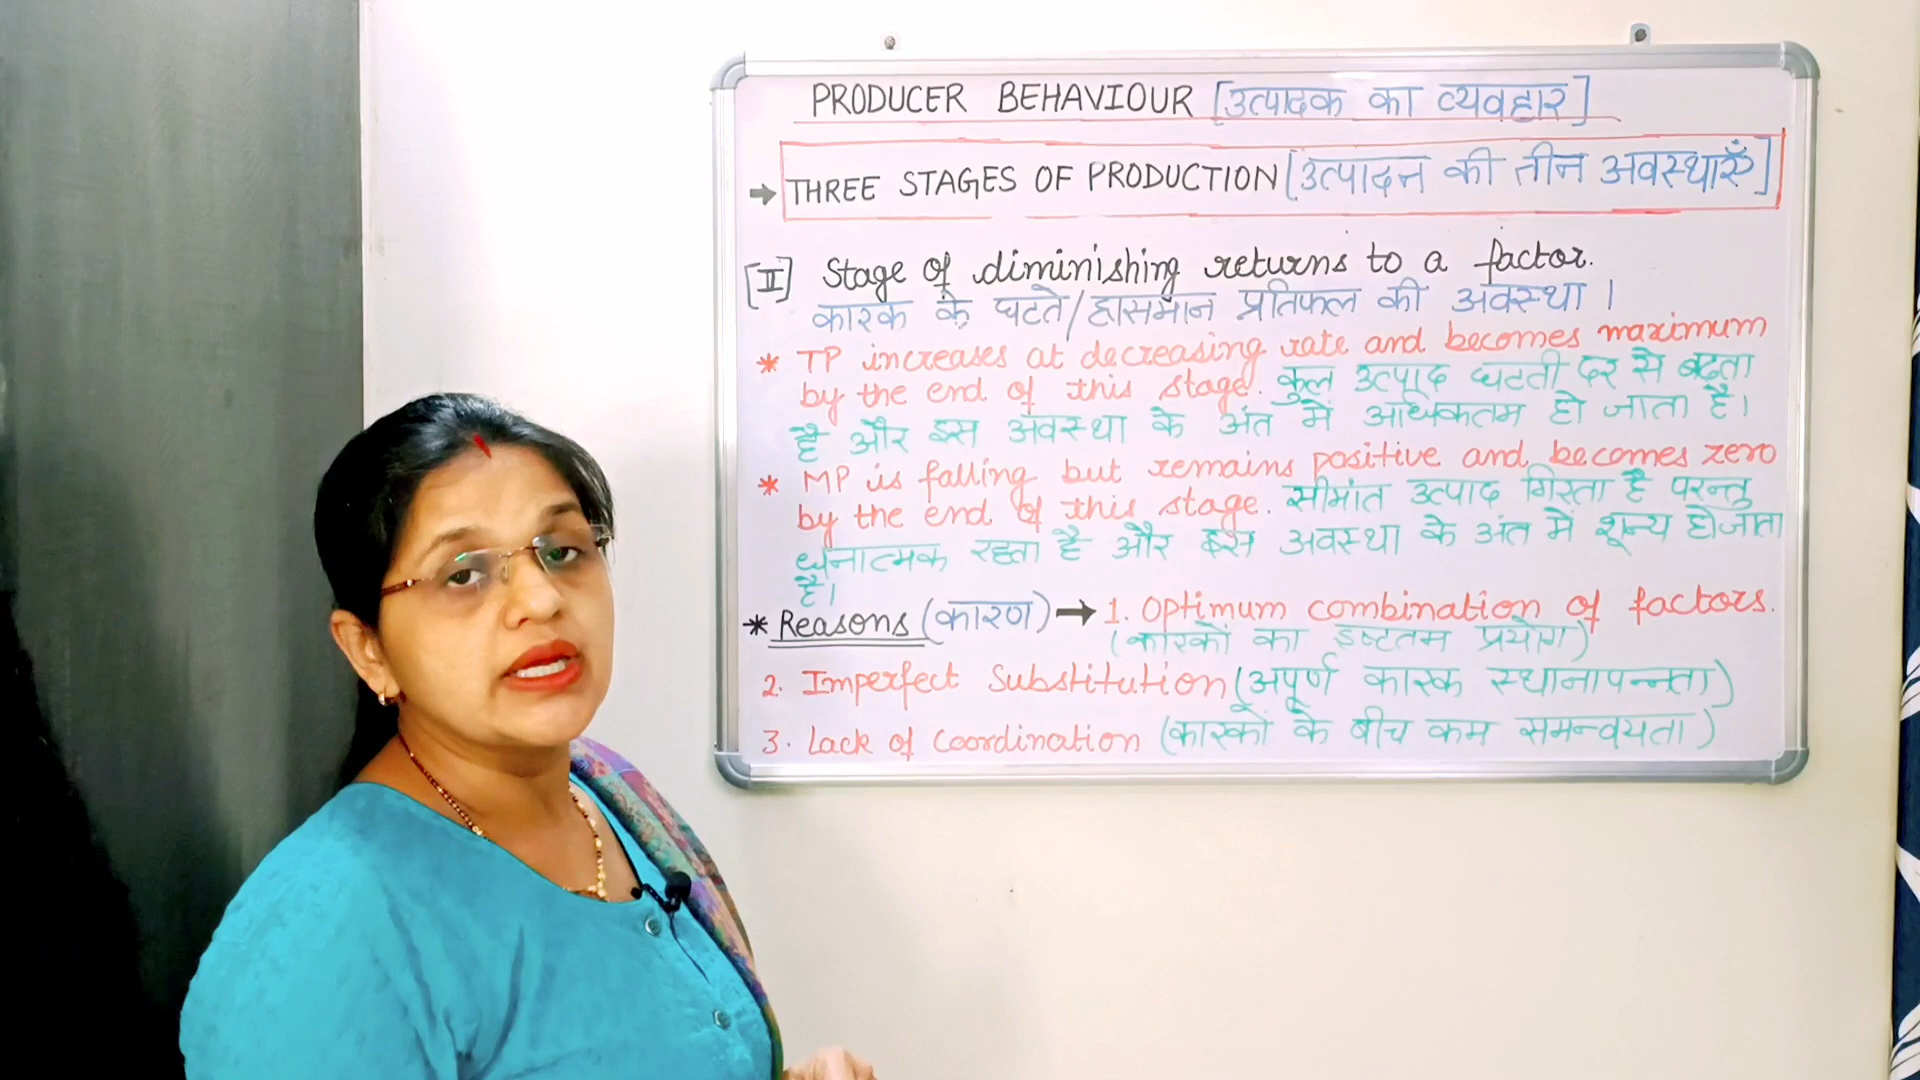 PRODUCER BEHAVIOUR [उत्पादक का व्यवहार]
→ THREE STAGES OF PRODUCTION [उत्पादन की तीन अवस्थाएँ]
[II] Stage of diminishing returns to a factor.
कारक के घटते/ह्रासमान प्रतिफल की अवस्था।
* TP increases at decreasing rate and becomes maximum
by the end of this stage. कुल उत्पाद घटती दर से बढ़ता
है और इस अवस्था के अंत में अधिकतम हो जाता है।
* MP is falling but remains positive and becomes zero
by the end of this stage. सीमांत उत्पाद गिरता है परन्तु
धनात्मक रहता है और इस अवस्था के अंत में शून्य हो जाता
है।
* Reasons (कारण) → 1. Optimum combination of factors.
(कारकों का इष्टतम प्रयोग)
2. Imperfect Substitution (अपूर्ण कारक स्थानापन्नता)
3. Lack of Coordination (कारकों के बीच कम समन्वयता)